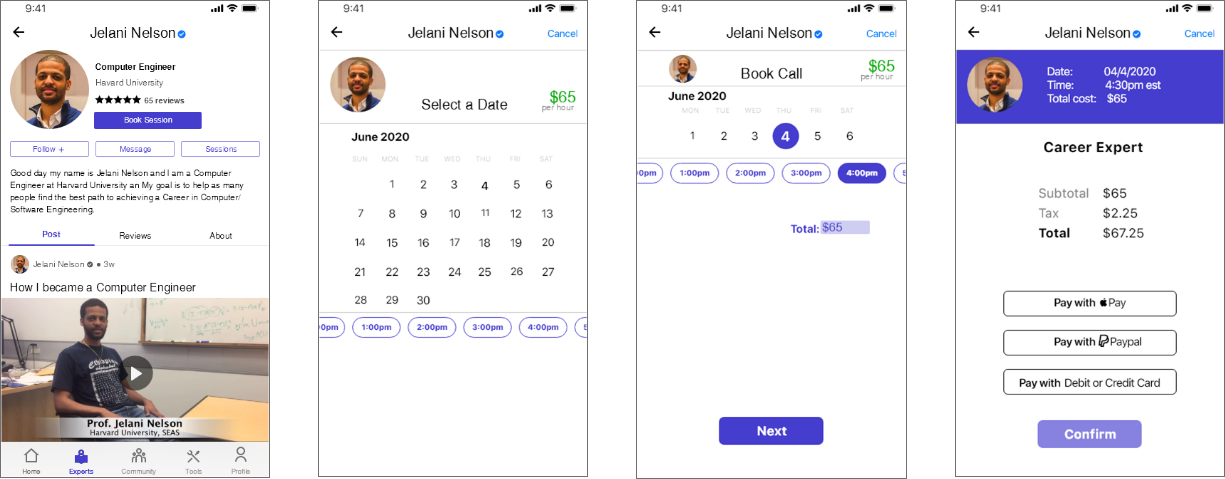 9:41
Jelani Nelson
Computer Engineer
Havard University
65 reviews
Book Session
Follow +
Message
Sessions
Good day my name is Jelani Nelson and I am a Computer
Engineer at Harvard University an My goal is to help as many
people find the best path to achieving a Career in Computer/
Software Engineering.
Post Reviews About
Jelani Nelson • 3w
How I became a Computer Engineer
Prof. Jelani Nelson
Harvard University, SEAS
Home Experts Community Tools Profile
9:41
Jelani Nelson Cancel
Select a Date
$65
per hour
June 2020
SUN MON TUE WED THU FRI SAT
1 2 3 4 5 6
7 8 9 10 11 12 13
14 15 16 17 18 19 20
21 22 23 24 25 26 27
28 29 30
0pm 1:00pm 2:00pm 3:00pm 4:00pm 5
9:41
Jelani Nelson Cancel
Book Call
$65
per hour
June 2020
MON TUE WED THU FRI SAT
1 2 3 4 5 6
0pm 1:00pm 2:00pm 3:00pm 4:00pm 5
Total: $65
Next
9:41
Jelani Nelson Cancel
Date: 04/4/2020
Time: 4:30pm est
Total cost: $65
Career Expert
Subtotal $65
Tax $2.25
Total $67.25
Pay with Pay
Pay with Paypal
Pay with Debit or Credit Card
Confirm